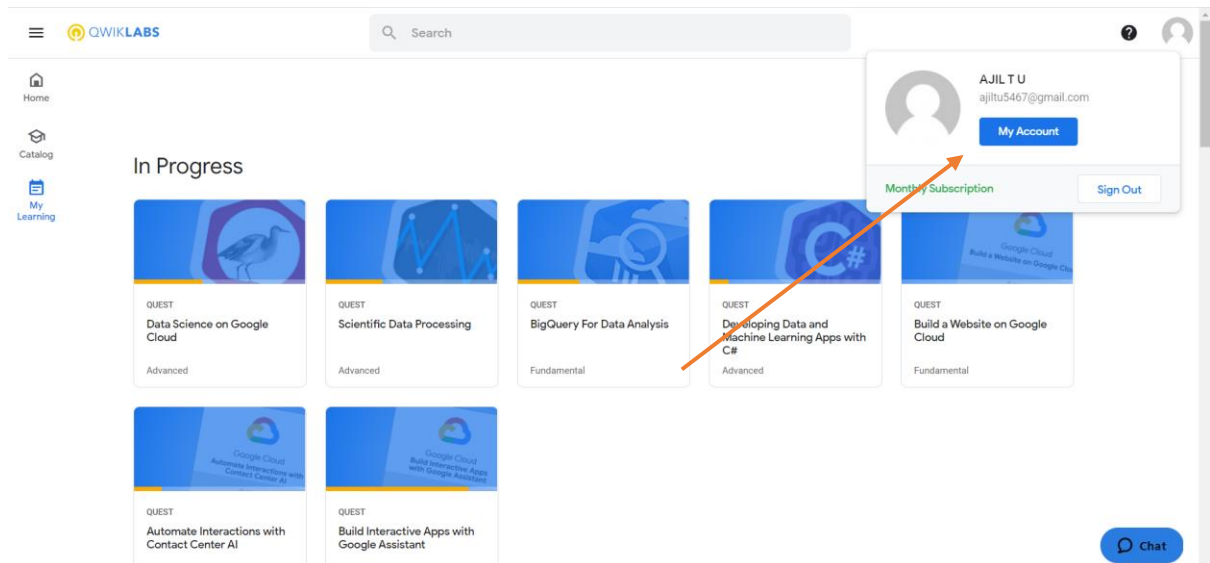 QWIKLABS
Search
?
AJIL T U
ajiltu5467@gmail.com
My Account
Monthly Subscription
Sign Out
Home
Catalog
My
Learning
In Progress
QUEST
Data Science on Google
Cloud
Advanced
QUEST
Scientific Data Processing
Advanced
QUEST
BigQuery For Data Analysis
Fundamental
C#
QUEST
Developing Data and
Machine Learning Apps with
C#
Advanced
Google Cloud
Build a Website on Google Clo
QUEST
Build a Website on Google
Cloud
Fundamental
Google Cloud
Automate Interactions with
Contact Center AI
QUEST
Automate Interactions with
Contact Center AI
Google Cloud
Build Interactive Apps
with Google Assistant
QUEST
Build Interactive Apps with
Google Assistant
Chat